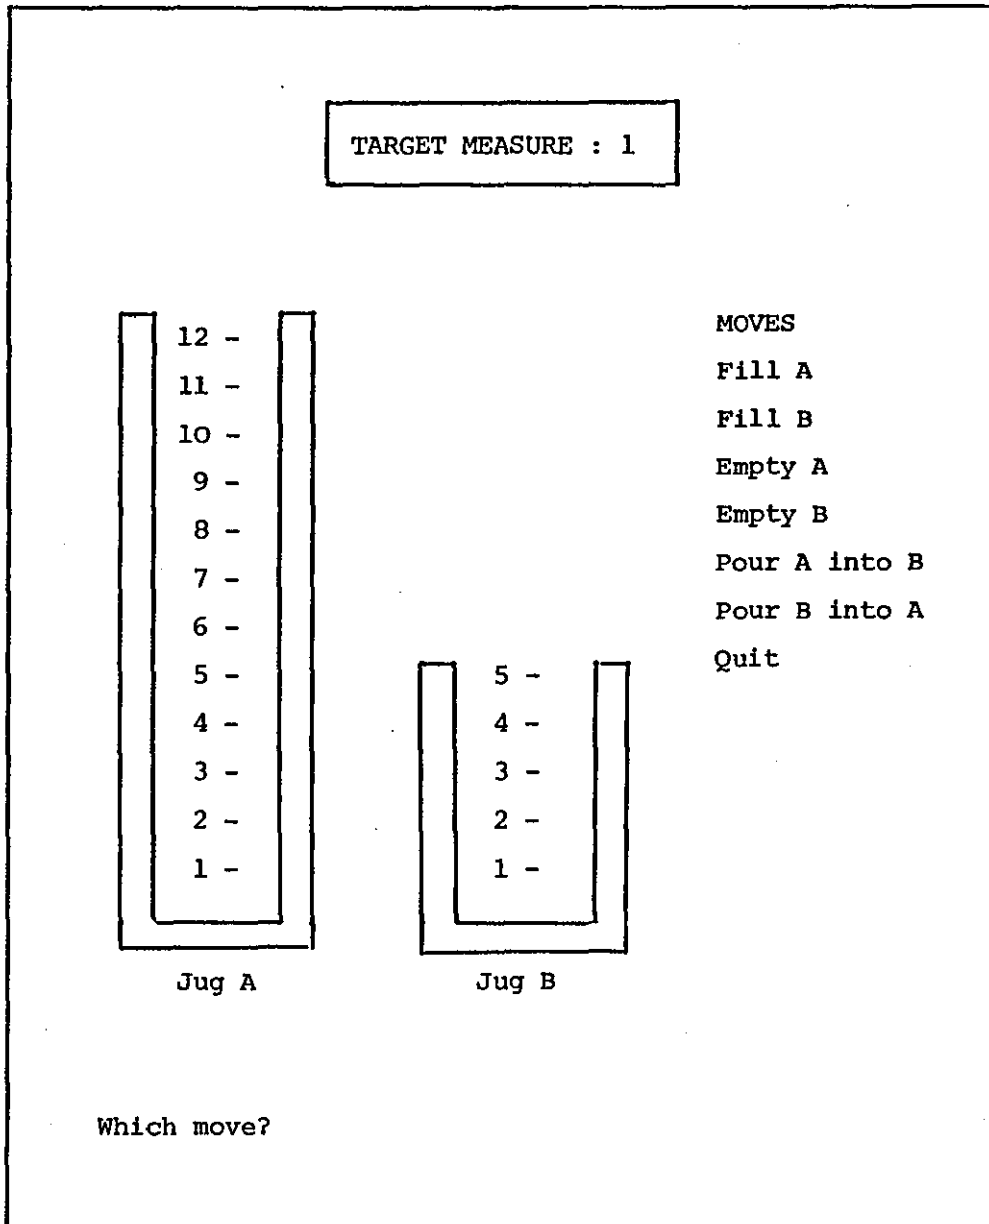 TARGET MEASURE : 1
12 -
11 -
10 -
9 -
8 -
7 -
6 -
5 -
4 -
3 -
2 -
1 -
5 -
4 -
3 -
2 -
1 -
Jug A
Jug B
MOVES
Fill A
Fill B
Empty A
Empty B
Pour A into B
Pour B into A
Quit
Which move?